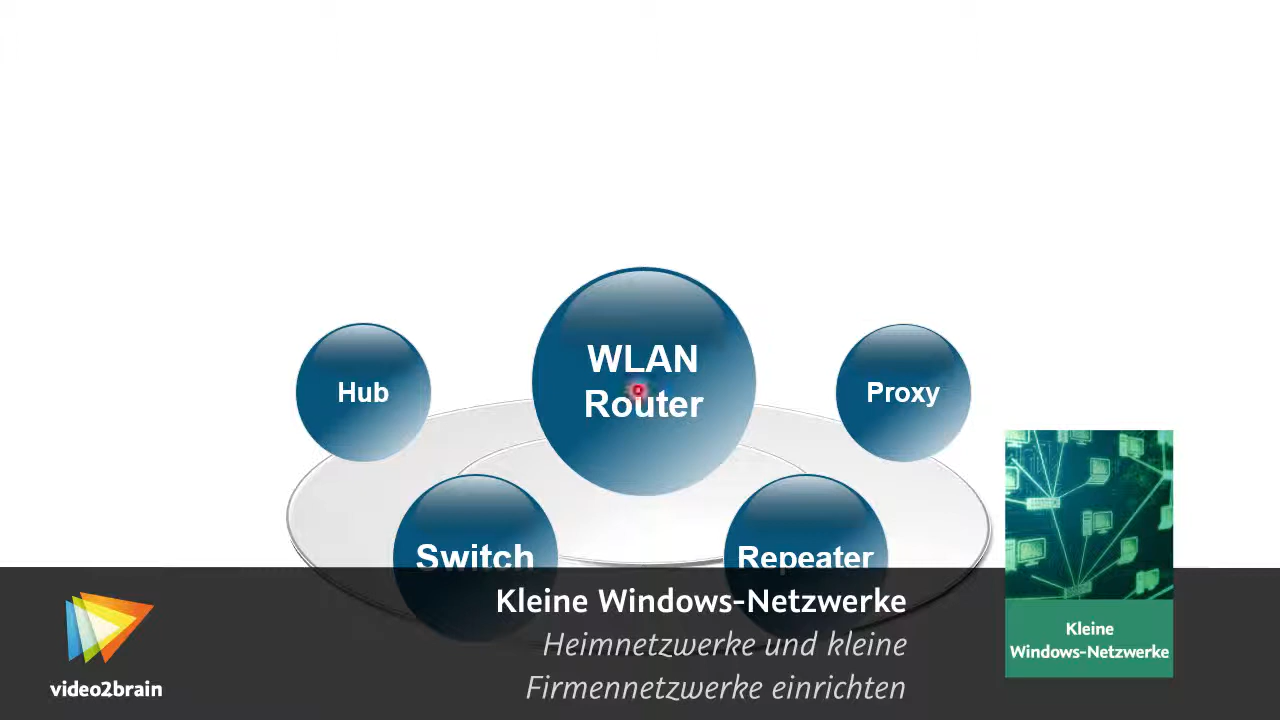 WLAN
Router
Hub
Proxy
Switch
Repeater
Kleine Windows-Netzwerke
Heimnetzwerke und kleine
Firmennetzwerke einrichten
video2brain
Kleine
Windows-Netzwerke